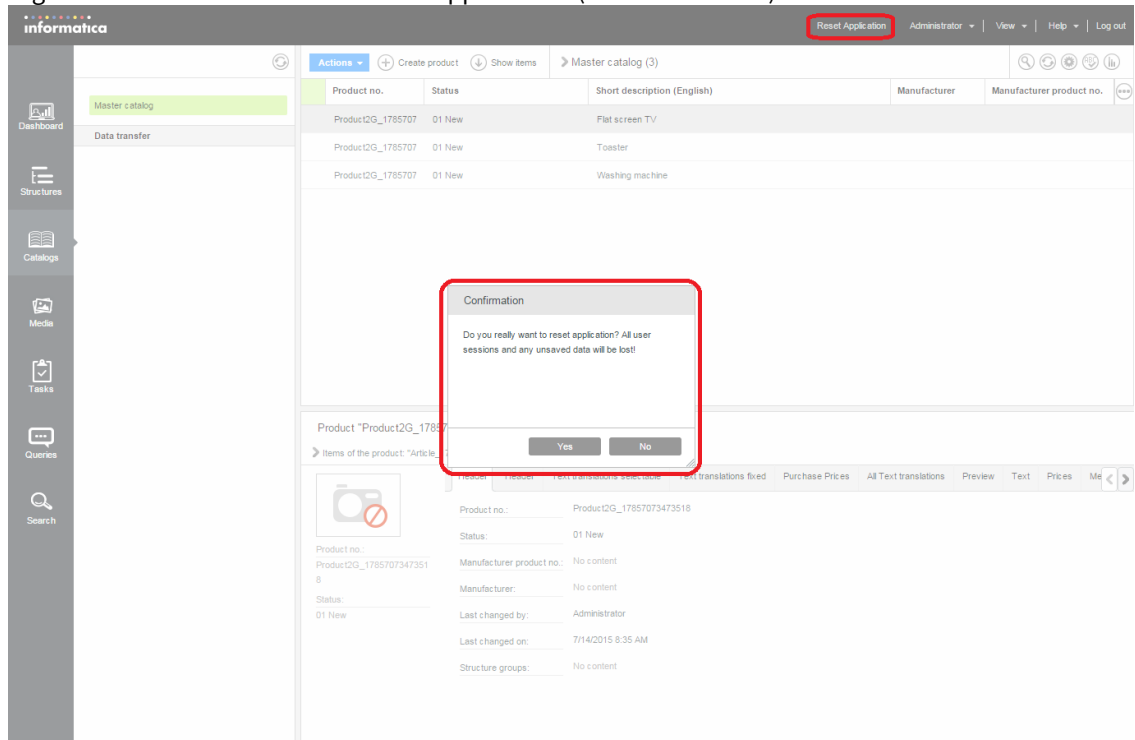 informatica
Reset Application
Administrator
View
Help
Log out
Actions
Create product
Show items
Master catalog (3)
Dashboard
Structures
Catalogs
Media
Tasks
Queries
Search
Master catalog
Data transfer
Product no.
Status
Short description (English)
Manufacturer
Manufacturer product no.
Product2G_1785707
01 New
Flat screen TV
Product2G_1785707
01 New
Toaster
Product2G_1785707
01 New
Washing machine
Confirmation
Do you really want to reset application? All user
sessions and any unsaved data will be lost!
Yes
No
Product "Product2G_1785
Items of the product: "Article_
Header
Header
Text translations selectable
Text translations fixed
Purchase Prices
All Text translations
Preview
Text
Prices
Me
Product no.:
Product2G_1785707347351
8
Status:
01 New
Product no.:
Product2G_17857073473518
Status:
01 New
Manufacturer product no.:
No content
Manufacturer:
No content
Last changed by:
Administrator
Last changed on:
7/14/2015 8:35 AM
Structure groups:
No content